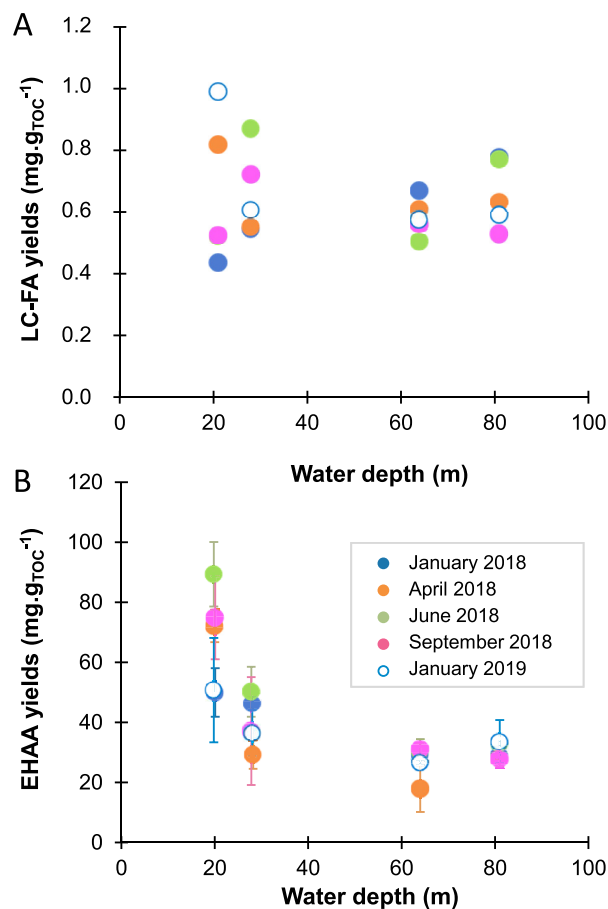 A
LC-FA yields (mg.gTOC-1)
1.2
1.0
0.8
0.6
0.4
0.2
0.0
0 20 40 60 80 100
Water depth (m)
B
EHAA yields (mg.gTOC-1)
120
100
80
60
40
20
0
January 2018
April 2018
June 2018
September 2018
January 2019
0 20 40 60 80 100
Water depth (m)